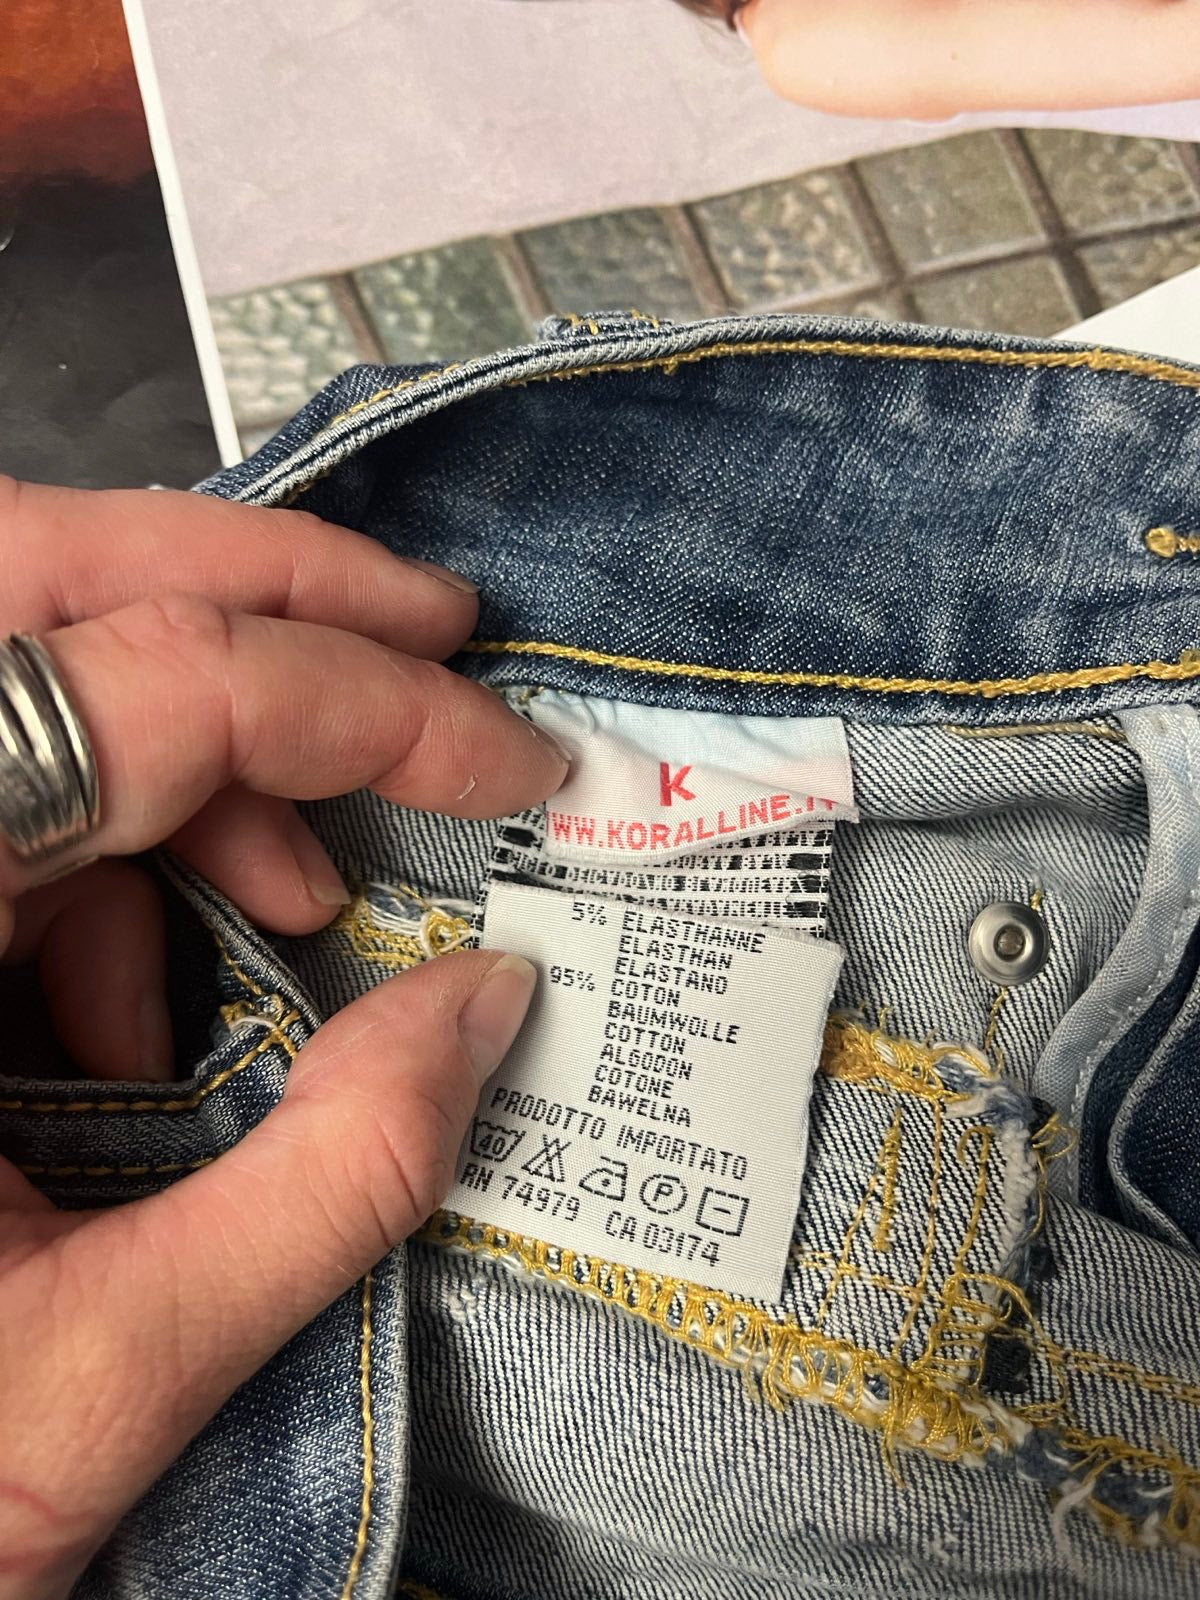 K
WWW.KORALLINE.IT
5% ELASTHANNE
ELASTHAN
ELASTANO
95% COTON
BAUMWOLLE
COTTON
ALGODON
COTONE
BAWELNA
PRODOTTO IMPORTATO
40 P
RN 74979 CA 03174